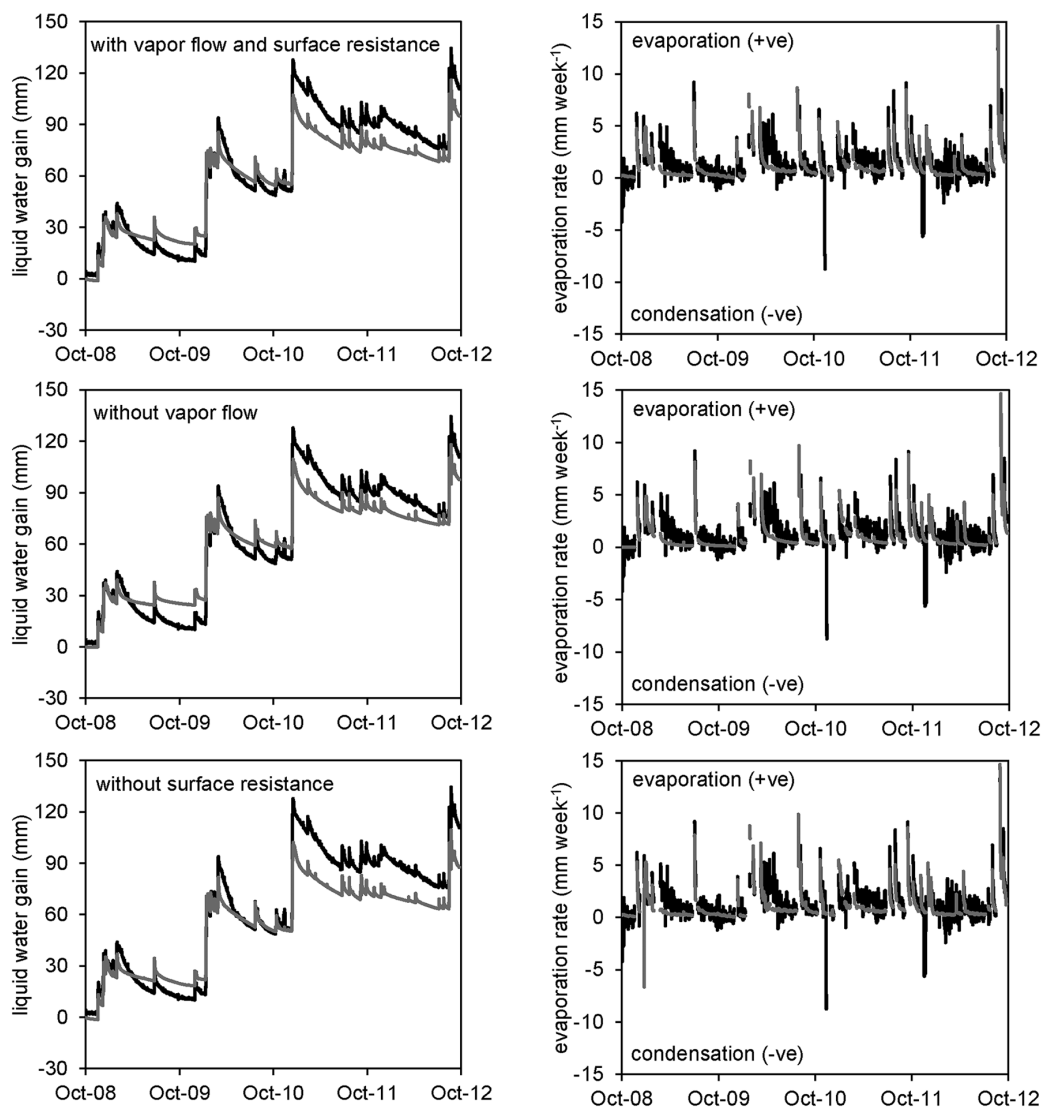 150
120
90
60
30
0
-30
liquid water gain (mm)
with vapor flow and surface resistance
Oct-08 Oct-09 Oct-10 Oct-11 Oct-12
15
10
5
0
-5
-10
-15
evaporation rate (mm week⁻¹)
evaporation (+ve)
condensation (-ve)
Oct-08 Oct-09 Oct-10 Oct-11 Oct-12
150
120
90
60
30
0
-30
liquid water gain (mm)
without vapor flow
Oct-08 Oct-09 Oct-10 Oct-11 Oct-12
15
10
5
0
-5
-10
-15
evaporation rate (mm week⁻¹)
evaporation (+ve)
condensation (-ve)
Oct-08 Oct-09 Oct-10 Oct-11 Oct-12
150
120
90
60
30
0
-30
liquid water gain (mm)
without surface resistance
Oct-08 Oct-09 Oct-10 Oct-11 Oct-12
15
10
5
0
-5
-10
-15
evaporation rate (mm week⁻¹)
evaporation (+ve)
condensation (-ve)
Oct-08 Oct-09 Oct-10 Oct-11 Oct-12